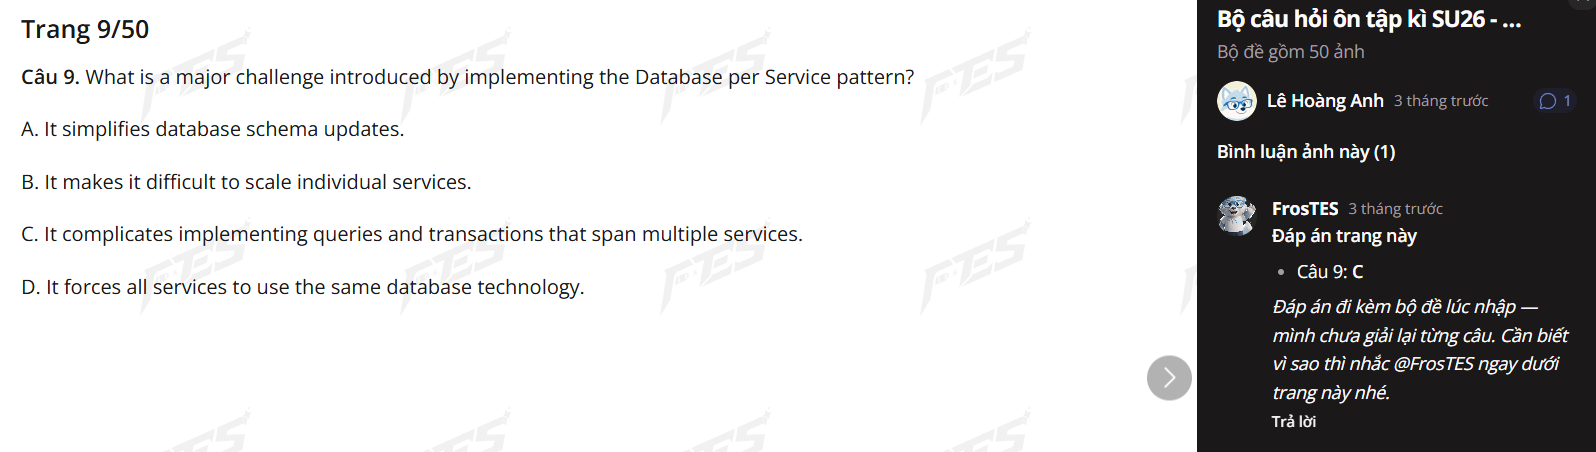 Trang 9/50
Câu 9. What is a major challenge introduced by implementing the Database per Service pattern?
A. It simplifies database schema updates.
B. It makes it difficult to scale individual services.
C. It complicates implementing queries and transactions that span multiple services.
D. It forces all services to use the same database technology.
Bộ câu hỏi ôn tập kì SU26 - ...
Bộ đề gồm 50 ảnh
Lê Hoàng Anh 3 tháng trước 1
Bình luận ảnh này (1)
FrosTES 3 tháng trước
Đáp án trang này
• Câu 9: C
Đáp án đi kèm bộ đề lúc nhập —
mình chưa giải lại từng câu. Cần biết
vì sao thì nhắc @FrosTES ngay dưới
trang này nhé.
Trả lời